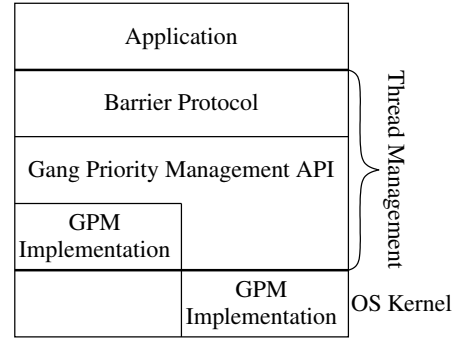 Application
Barrier Protocol
Gang Priority Management API
GPM
Implementation
GPM
Implementation
OS Kernel
Thread Management